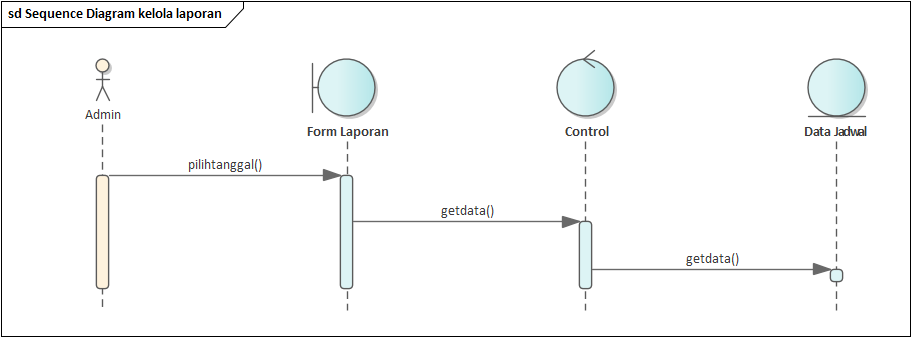 sd Sequence Diagram kelola laporan
Admin
Form Laporan
Control
Data Jadwal
pilihtanggal()
getdata()
getdata()